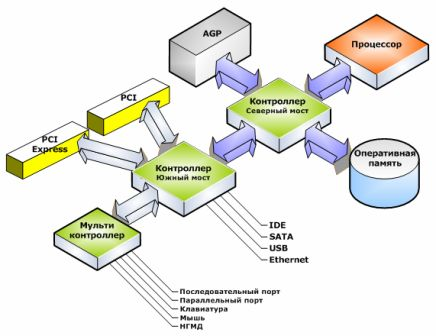 AGP
Процессор
PCI
PCI
Express
Контроллер
Северный мост
Контроллер
Южный мост
Оперативная
память
Мульти
контроллер
IDE
SATA
USB
Ethernet
Последовательный порт
Параллельный порт
Клавиатура
Мышь
НГМД